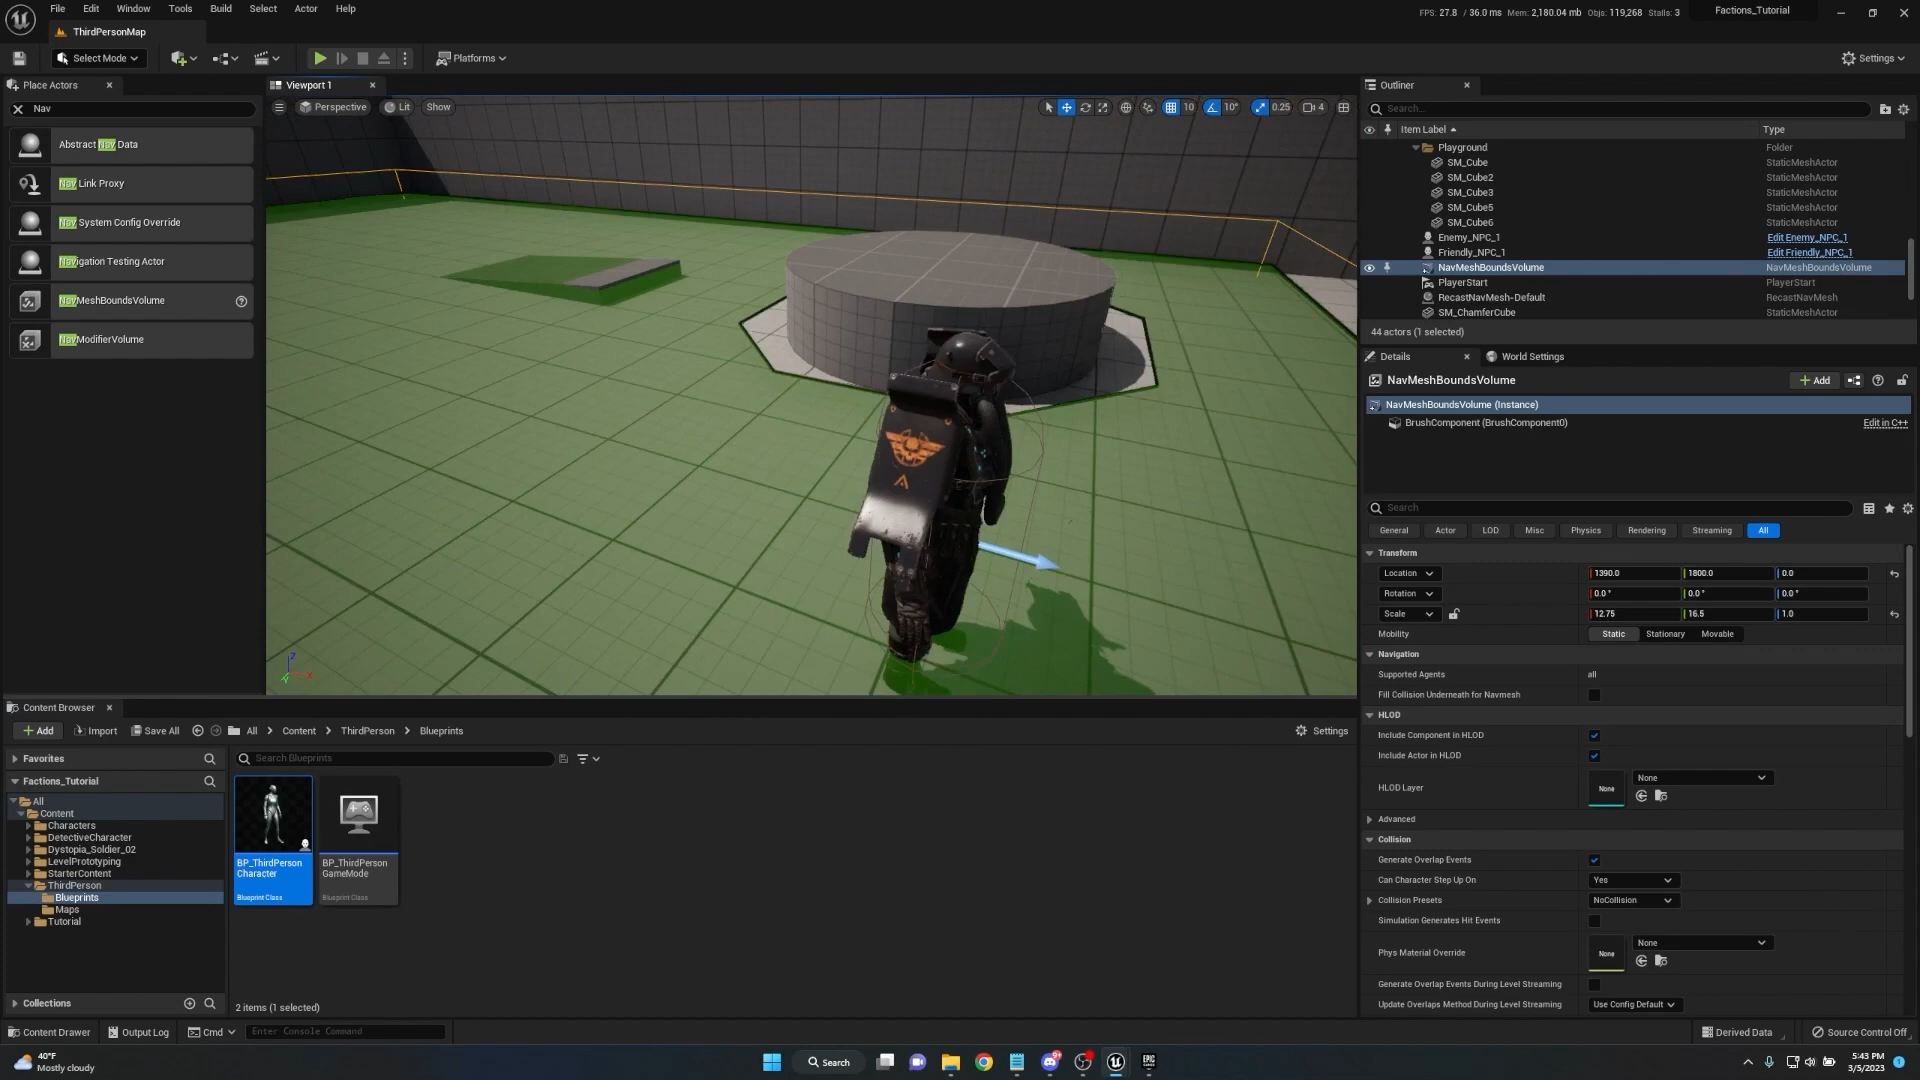 File Edit Window Tools Build Select Actor Help
FPS: 27.8 / 36.0 ms Mem: 2,180.04 mb Objs: 119,268 Stalls: 3
Factions_Tutorial
ThirdPersonMap
Select Mode
Platforms
Settings
Place Actors
Nav
Abstract Nav Data
Nav Link Proxy
Nav System Config Override
Navigation Testing Actor
NavMeshBoundsVolume
NavModifierVolume
Viewport 1
Perspective Lit Show
10 10° 0.25 4
Outliner
Search...
Item Label Type
Playground Folder
SM_Cube StaticMeshActor
SM_Cube2 StaticMeshActor
SM_Cube3 StaticMeshActor
SM_Cube5 StaticMeshActor
SM_Cube6 StaticMeshActor
Enemy_NPC_1 Edit Enemy_NPC_1
Friendly_NPC_1 Edit Friendly_NPC_1
NavMeshBoundsVolume NavMeshBoundsVolume
PlayerStart PlayerStart
RecastNavMesh-Default RecastNavMesh
SM_ChamferCube StaticMeshActor
44 actors (1 selected)
Details World Settings
NavMeshBoundsVolume
Add
NavMeshBoundsVolume (Instance)
BrushComponent (BrushComponent0) Edit in C++
Search
General Actor LOD Misc Physics Rendering Streaming All
Transform
Location 1390.0 1800.0 0.0
Rotation 0.0 ° 0.0 ° 0.0 °
Scale 12.75 16.5 1.0
Mobility Static Stationary Movable
Navigation
Supported Agents all
Fill Collision Underneath for Navmesh
HLOD
Include Component in HLOD
Include Actor in HLOD
HLOD Layer None None
Advanced
Collision
Generate Overlap Events
Can Character Step Up On Yes
Collision Presets NoCollision
Simulation Generates Hit Events
Phys Material Override None None
Generate Overlap Events During Level Streaming
Update Overlaps Method During Level Streaming Use Config Default
Z
X
Y
Content Browser
Add Import Save All All Content ThirdPerson Blueprints
Settings
Favorites
Factions_Tutorial
All
Content
Characters
DetectiveCharacter
Dystopia_Soldier_02
LevelPrototyping
StarterContent
ThirdPerson
Blueprints
Maps
Tutorial
Collections
Search Blueprints
BP_ThirdPerson
Character
Blueprint Class
BP_ThirdPerson
GameMode
Blueprint Class
2 items (1 selected)
Content Drawer Output Log Cmd Enter Console Command
Derived Data Source Control Off
40°F
Mostly cloudy
Search
9+
EPIC
GAMES
5:43 PM
3/5/2023
1